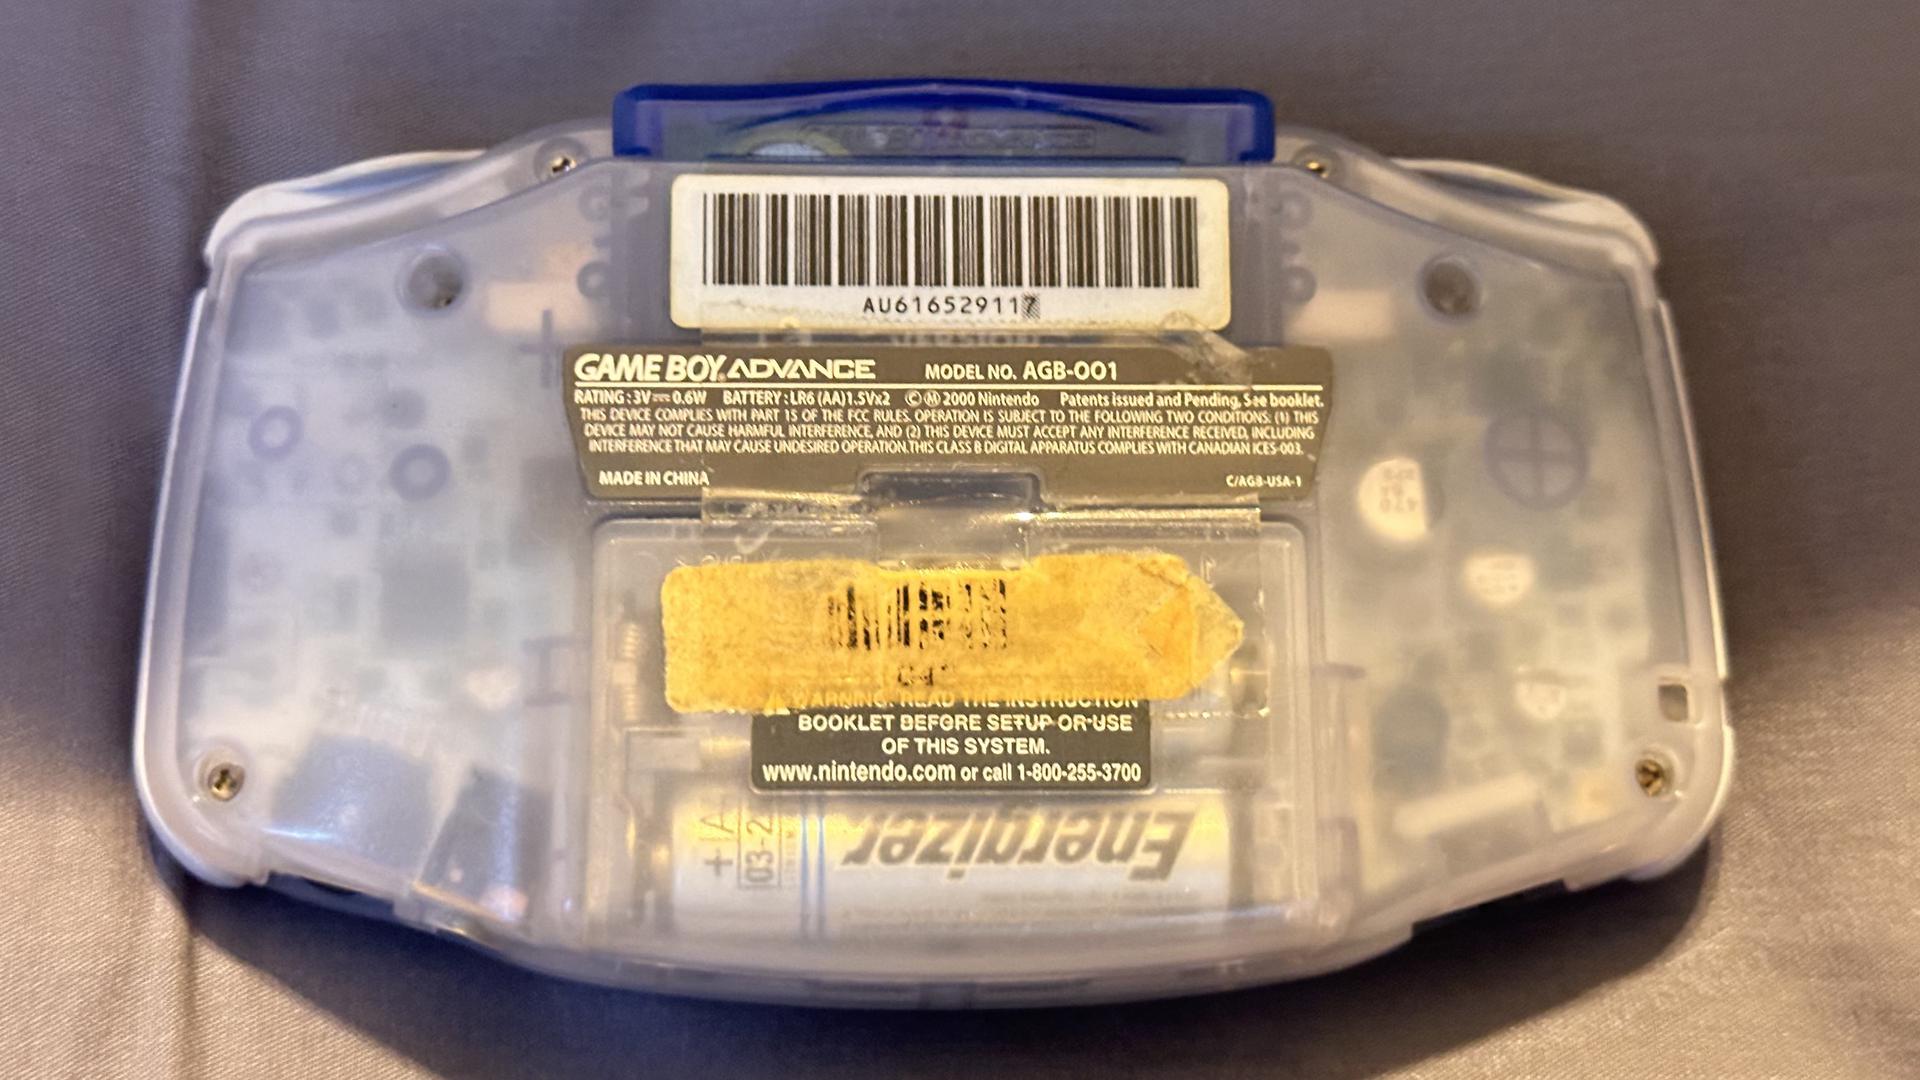 AU616529117
GAME BOY ADVANCE MODEL NO. AGB-001
RATING: 3V⎓0.6W BATTERY: LR6 (AA)1.5Vx2 ©Ⓜ 2000 Nintendo Patents issued and Pending, See booklet.
THIS DEVICE COMPLIES WITH PART 15 OF THE FCC RULES. OPERATION IS SUBJECT TO THE FOLLOWING TWO CONDITIONS: (1) THIS
DEVICE MAY NOT CAUSE HARMFUL INTERFERENCE, AND (2) THIS DEVICE MUST ACCEPT ANY INTERFERENCE RECEIVED, INCLUDING
INTERFERENCE THAT MAY CAUSE UNDESIRED OPERATION.THIS CLASS B DIGITAL APPARATUS COMPLIES WITH CANADIAN ICES-003.
MADE IN CHINA C/AGB-USA-1
WARNING: READ THE INSTRUCTION
BOOKLET BEFORE SETUP OR USE
OF THIS SYSTEM.
www.nintendo.com or call 1-800-255-3700
Energizer